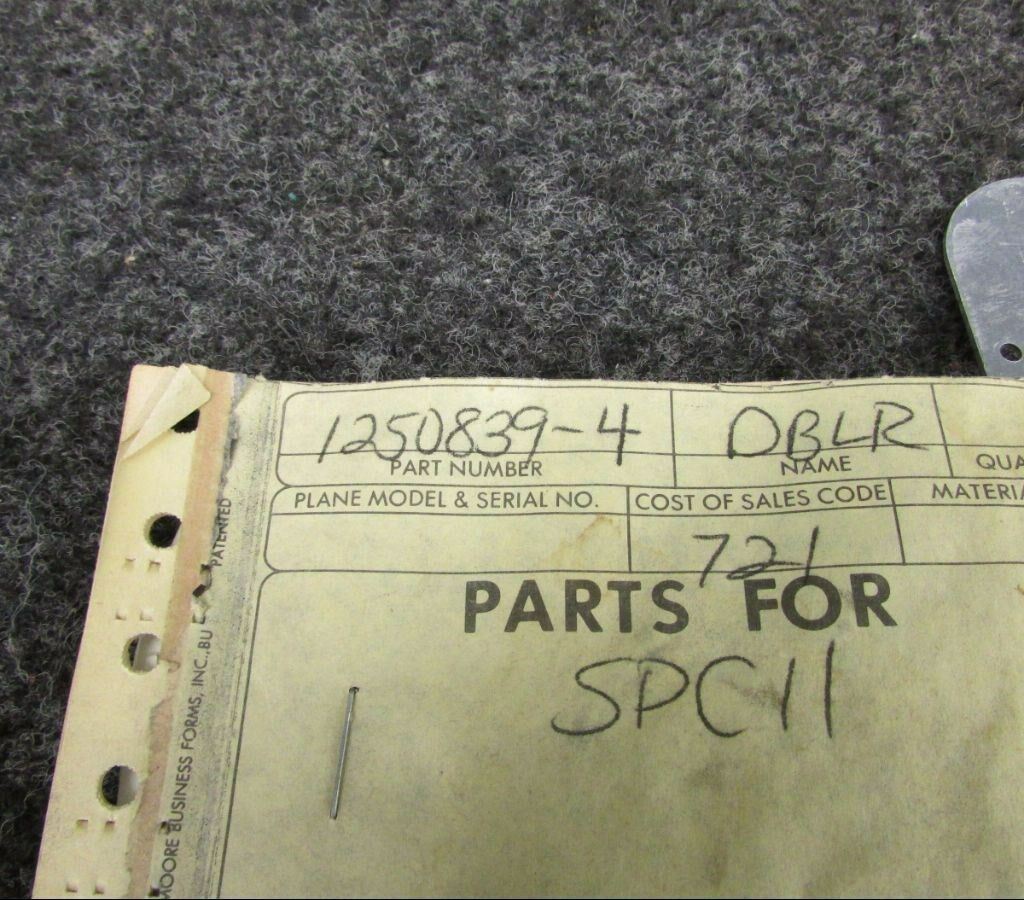 1250839-4 DBLR
PART NUMBER NAME QUA
PLANE MODEL & SERIAL NO. COST OF SALES CODE MATERIA
721
PARTS FOR
SPC11
MOORE BUSINESS FORMS, INC., BU
PATENTED